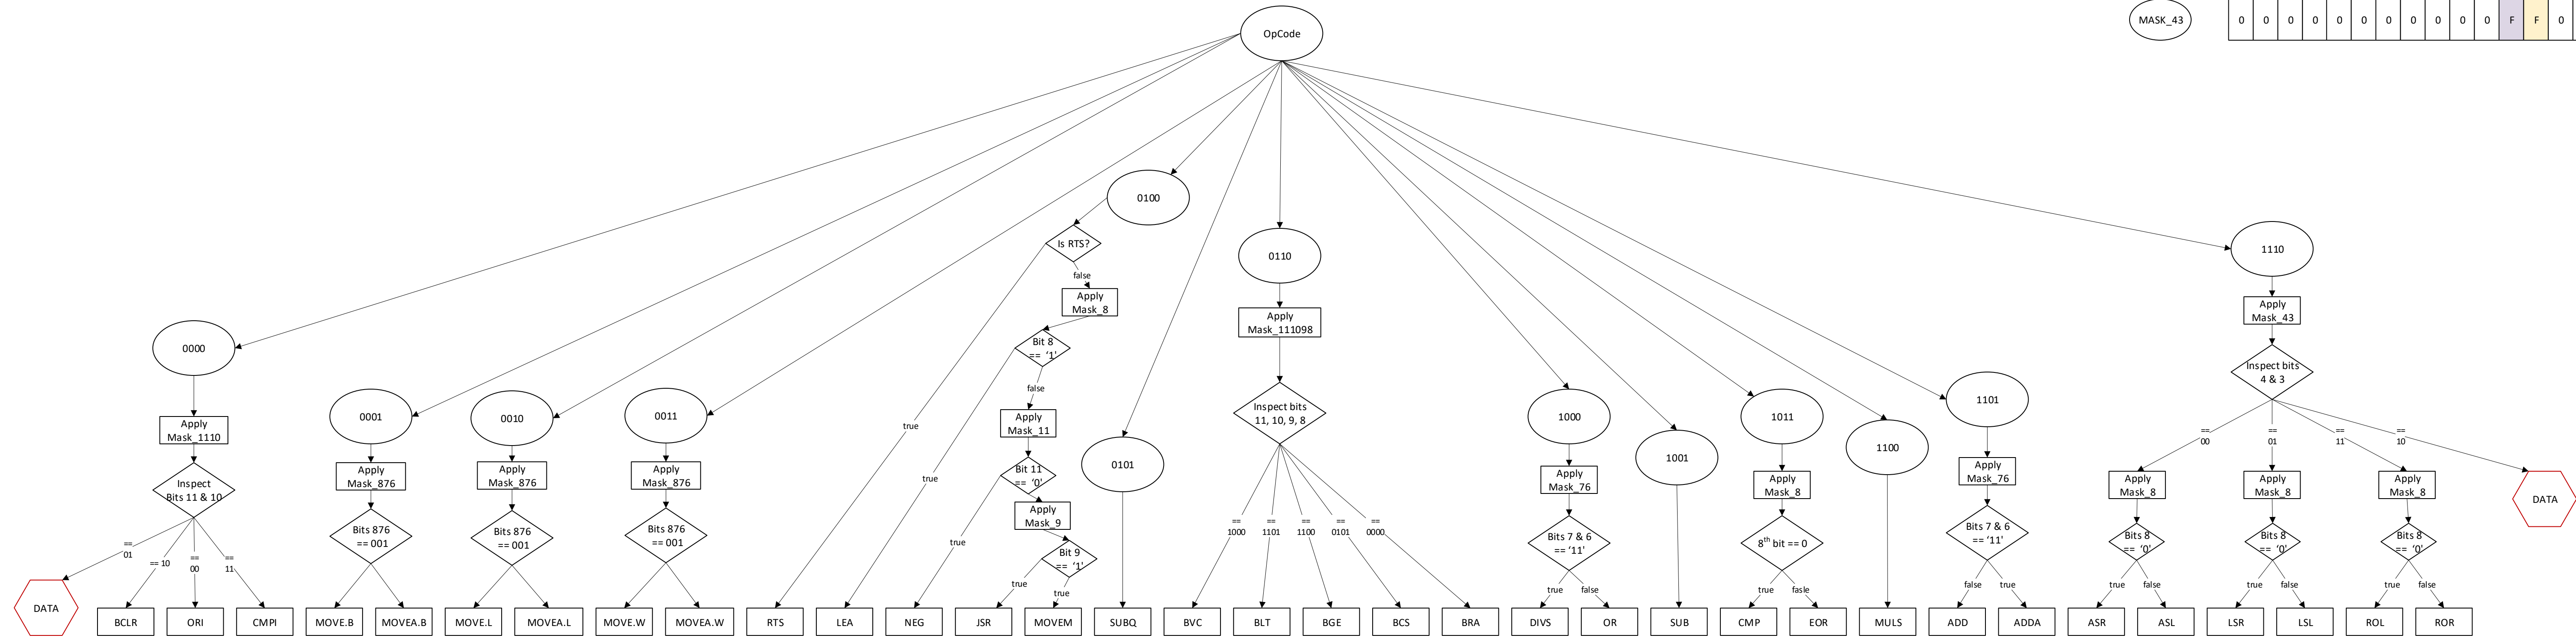 OpCode
MASK_43
0 0 0 0 0 0 0 0 0 0 0 F F 0
0100
Is RTS?
false
Apply
Mask_8
Bit 8
== '1'
false
Apply
Mask_11
Bit 11
== '0'
Apply
Mask_9
Bit 9
== '1'
true
true
true
true
true
0110
Apply
Mask_111098
Inspect bits
11, 10, 9, 8
==
1000
==
1101
==
1100
==
0101
==
0000
1110
Apply
Mask_43
Inspect bits
4 & 3
==
00
==
01
==
11
==
10
Apply
Mask_8
Bits 8
== '0'
true
false
Apply
Mask_8
Bits 8
== '0'
true
false
Apply
Mask_8
Bits 8
== '0'
true
false
DATA
0000
Apply
Mask_1110
Inspect
Bits 11 & 10
==
01
== 10
==
00
==
11
0001
Apply
Mask_876
Bits 876
== 001
0010
Apply
Mask_876
Bits 876
== 001
0011
Apply
Mask_876
Bits 876
== 001
0101
1000
Apply
Mask_76
Bits 7 & 6
== '11'
true
false
1001
1011
Apply
Mask_8
8th bit == 0
true
fasle
1100
1101
Apply
Mask_76
Bits 7 & 6
== '11'
false
true
DATA
BCLR
ORI
CMPI
MOVE.B
MOVEA.B
MOVE.L
MOVEA.L
MOVE.W
MOVEA.W
RTS
LEA
NEG
JSR
MOVEM
SUBQ
BVC
BLT
BGE
BCS
BRA
DIVS
OR
SUB
CMP
EOR
MULS
ADD
ADDA
ASR
ASL
LSR
LSL
ROL
ROR